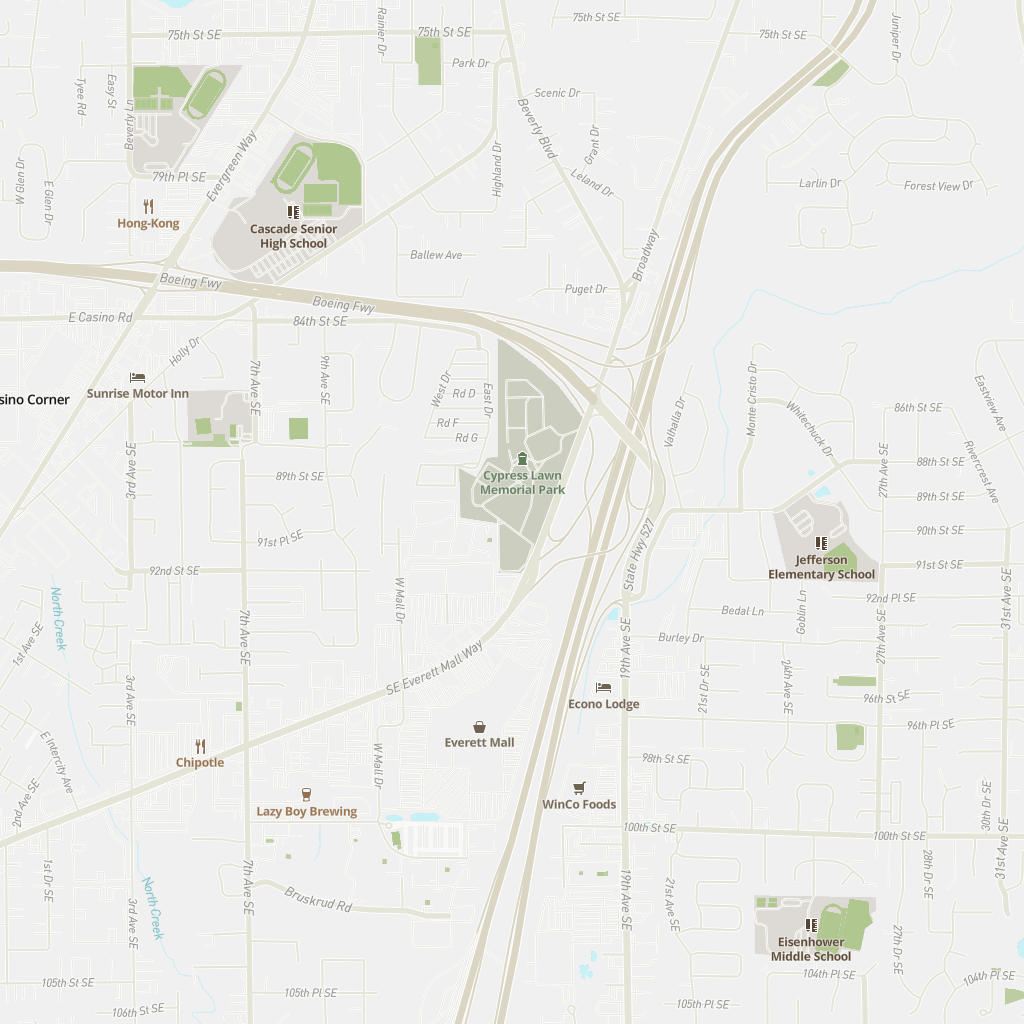 75th St SE
Rainier Dr
75th St SE
75th St SE
75th St SE
Juniper Dr
Park Dr
Tyee Rd
Easy St
Beverly Ln
Scenic Dr
Beverly Blvd
Grant Dr
Evergreen Way
Highland Dr
Leland Dr
W Glen Dr
E Glen Dr
79th Pl SE
Larlin Dr
Forest View Dr
Hong-Kong
Cascade Senior
High School
Ballew Ave
Broadway
Boeing Fwy
Boeing Fwy
Puget Dr
E Casino Rd
84th St SE
Holly Dr
7th Ave SE
9th Ave SE
Sunrise Motor Inn
sino Corner
West Dr
Rd D
East Dr
Rd F
Rd G
Valhalla Dr
Monte Cristo Dr
Whitechuck Dr
86th St SE
Eastview Ave
3rd Ave SE
89th St SE
Cypress Lawn
Memorial Park
27th Ave SE
88th St SE
Rivercrest Ave
89th St SE
91st Pl SE
State Hwy 527
90th St SE
Jefferson
Elementary School
91st St SE
92nd St SE
W Mall Dr
North Creek
Bedal Ln
Goblin Ln
92nd Pl SE
31st Ave SE
1st Ave SE
7th Ave SE
SE Everett Mall Way
19th Ave SE
Burley Dr
27th Ave SE
3rd Ave SE
21st Dr SE
24th Ave SE
96th St SE
Econo Lodge
96th Pl SE
Everett Mall
E Intercity Ave
Chipotle
W Mall Dr
98th St SE
2nd Ave SE
Lazy Boy Brewing
WinCo Foods
30th Dr SE
100th St SE
100th St SE
1st Dr SE
7th Ave SE
Bruskrud Rd
19th Ave SE
21st Ave SE
28th Dr SE
31st Ave SE
North Creek
3rd Ave SE
Eisenhower
Middle School
27th Dr SE
104th Pl SE
104th Pl SE
105th St SE
105th Pl SE
105th Pl SE
106th St SE